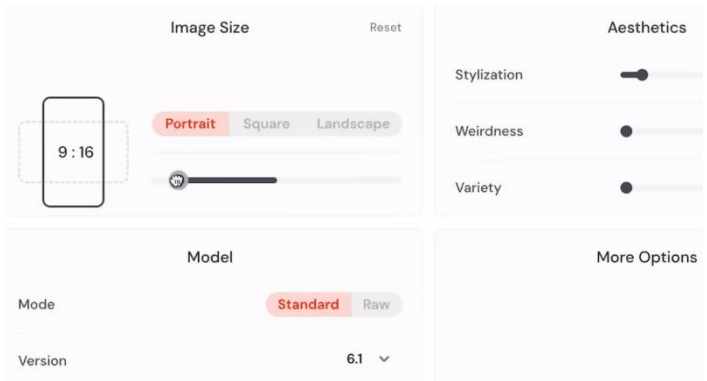 Image Size
Reset
9 : 16
Portrait
Square
Landscape
Aesthetics
Stylization
Weirdness
Variety
Model
Mode
Standard
Raw
Version
6.1
More Options